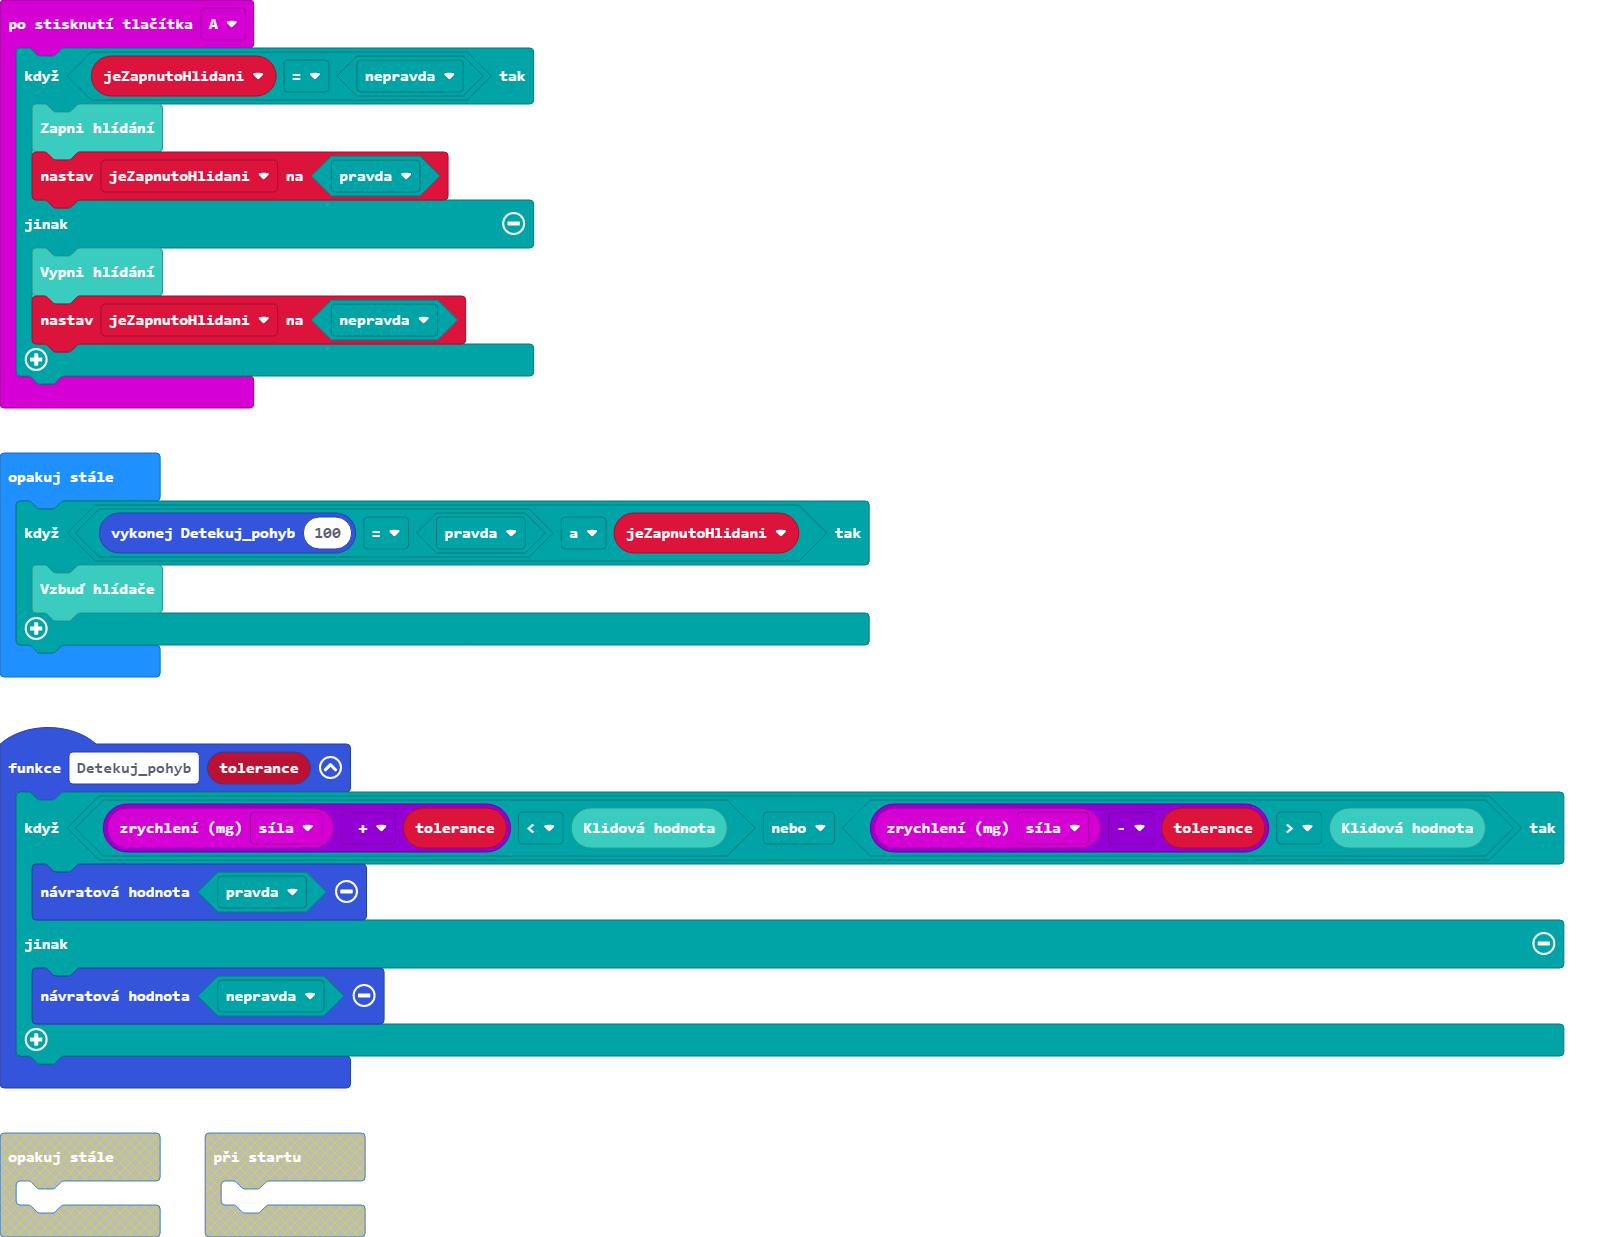 po stisknutí tlačítka A
když jeZapnutoHlidani = nepravda tak
Zapni hlídání
nastav jeZapnutoHlidani na pravda
jinak
Vypni hlídání
nastav jeZapnutoHlidani na nepravda
opakuj stále
když vykonej Detekuj_pohyb 100 = pravda a jeZapnutoHlidani tak
Vzbuď hlídače
funkce Detekuj_pohyb tolerance
když zrychlení (mg) síla + tolerance < Klidová hodnota nebo zrychlení (mg) síla - tolerance > Klidová hodnota tak
návratová hodnota pravda
jinak
návratová hodnota nepravda
opakuj stále
při startu